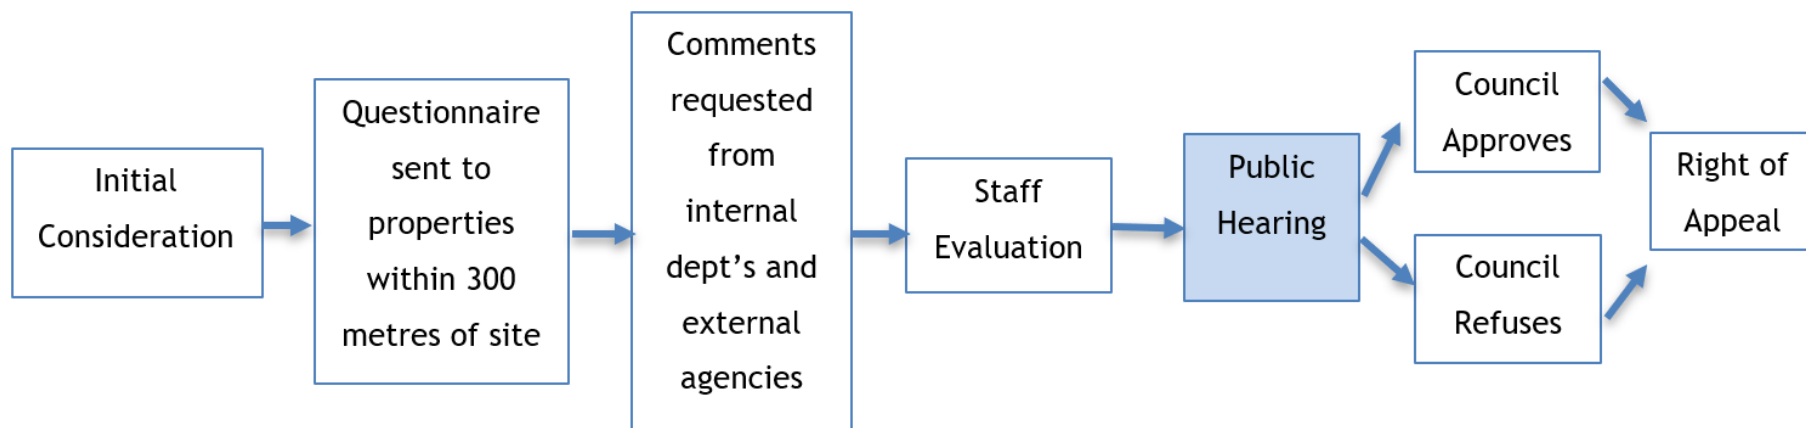 Initial
Consideration
Questionnaire
sent to
properties
within 300
metres of site
Comments
requested
from
internal
dept’s and
external
agencies
Staff
Evaluation
Public
Hearing
Council
Approves
Council
Refuses
Right of
Appeal